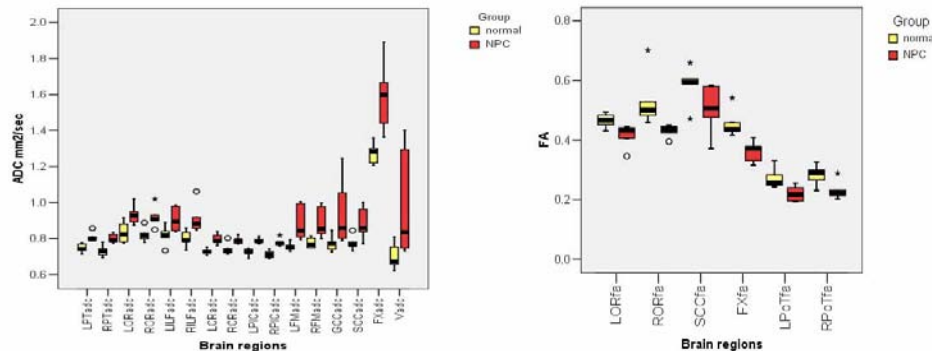 Group
normal
NPC
2.0
1.8
1.6
1.4
1.2
1.0
0.8
0.6
ADC mm2/sec
LPTadc
RPTadc
LORadc
RORadc
LILFadc
RILFadc
LCRadc
RCRadc
LPICadc
RPICadc
LFMadc
RFMadc
GCCadc
SCCadc
FXadc
Vadc
Brain regions
Group
normal
NPC
0.8
0.6
0.4
0.2
0.0
FA
LORfa
RORfa
SCCfa
FXfa
LPoTfa
RPoTfa
Brain regions